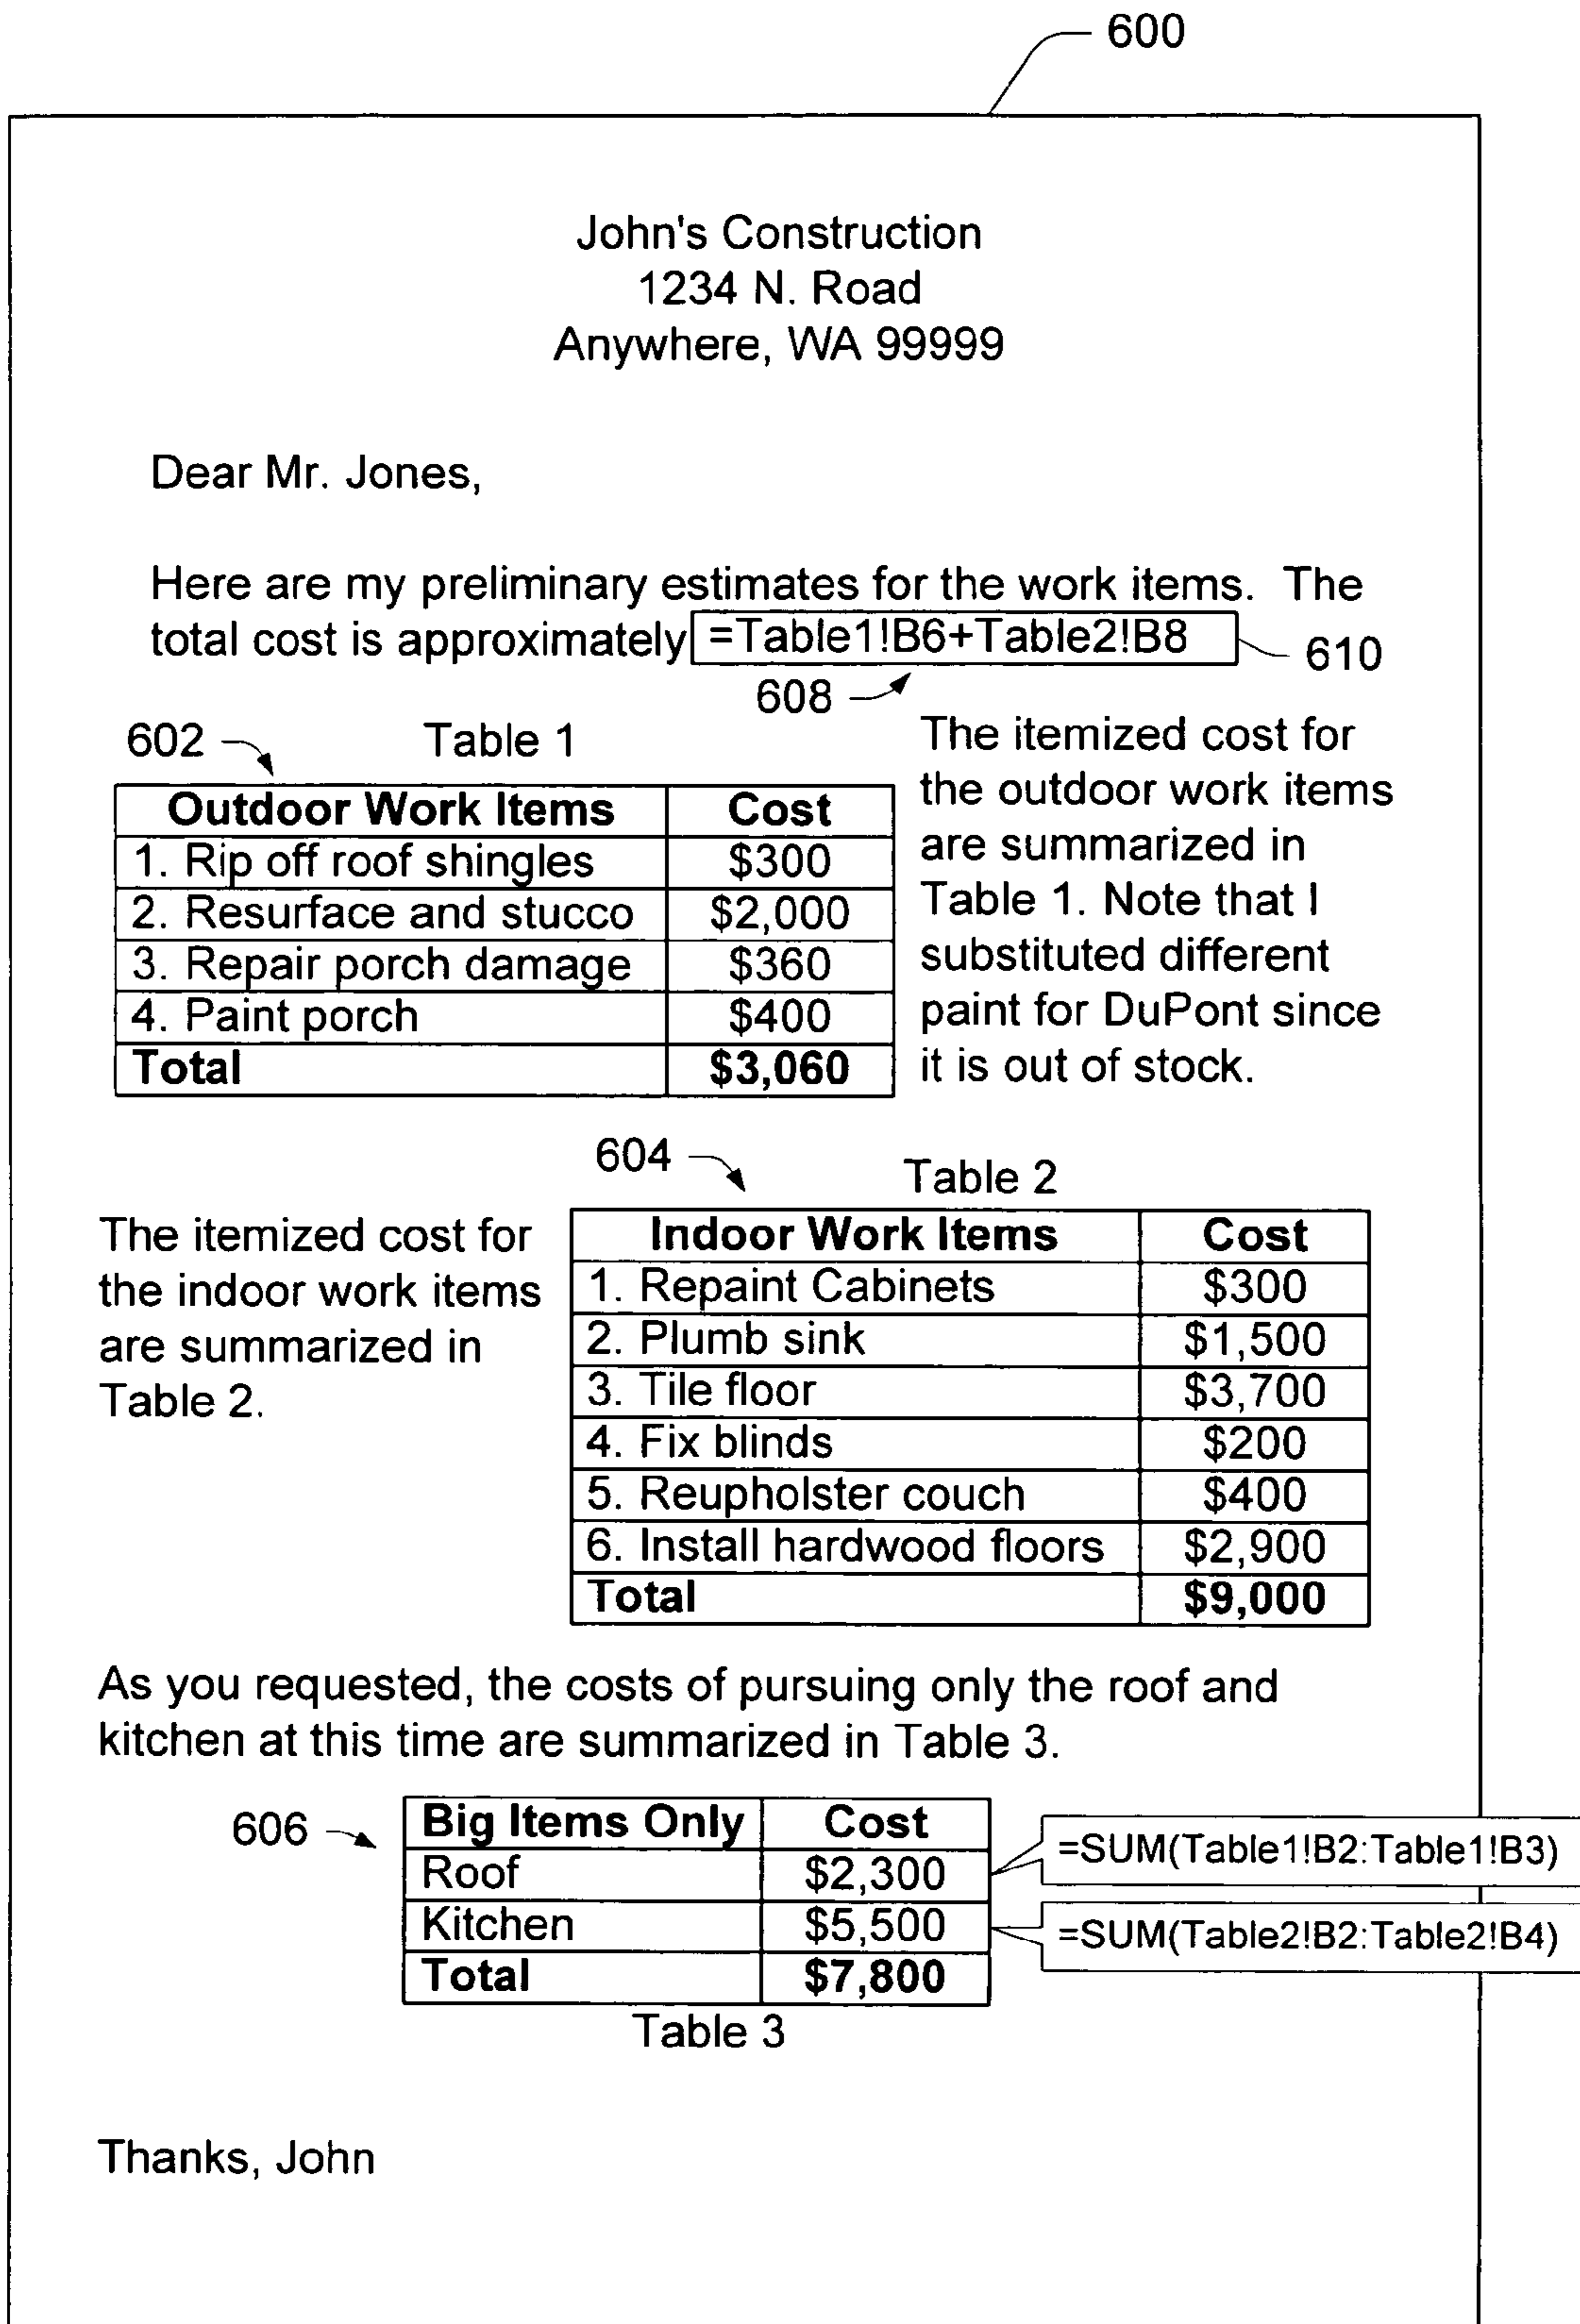 600
John's Construction
1234 N. Road
Anywhere, WA 99999
Dear Mr. Jones,
Here are my preliminary estimates for the work items. The
total cost is approximately =Table1!B6+Table2!B8
610
608
602
Table 1
Outdoor Work Items Cost
1. Rip off roof shingles $300
2. Resurface and stucco $2,000
3. Repair porch damage $360
4. Paint porch $400
Total $3,060
The itemized cost for
the outdoor work items
are summarized in
Table 1. Note that I
substituted different
paint for DuPont since
it is out of stock.
604
Table 2
The itemized cost for
the indoor work items
are summarized in
Table 2.
Indoor Work Items Cost
1. Repaint Cabinets $300
2. Plumb sink $1,500
3. Tile floor $3,700
4. Fix blinds $200
5. Reupholster couch $400
6. Install hardwood floors $2,900
Total $9,000
As you requested, the costs of pursuing only the roof and
kitchen at this time are summarized in Table 3.
606
Big Items Only Cost
Roof $2,300 =SUM(Table1!B2:Table1!B3)
Kitchen $5,500 =SUM(Table2!B2:Table2!B4)
Total $7,800
Table 3
Thanks, John